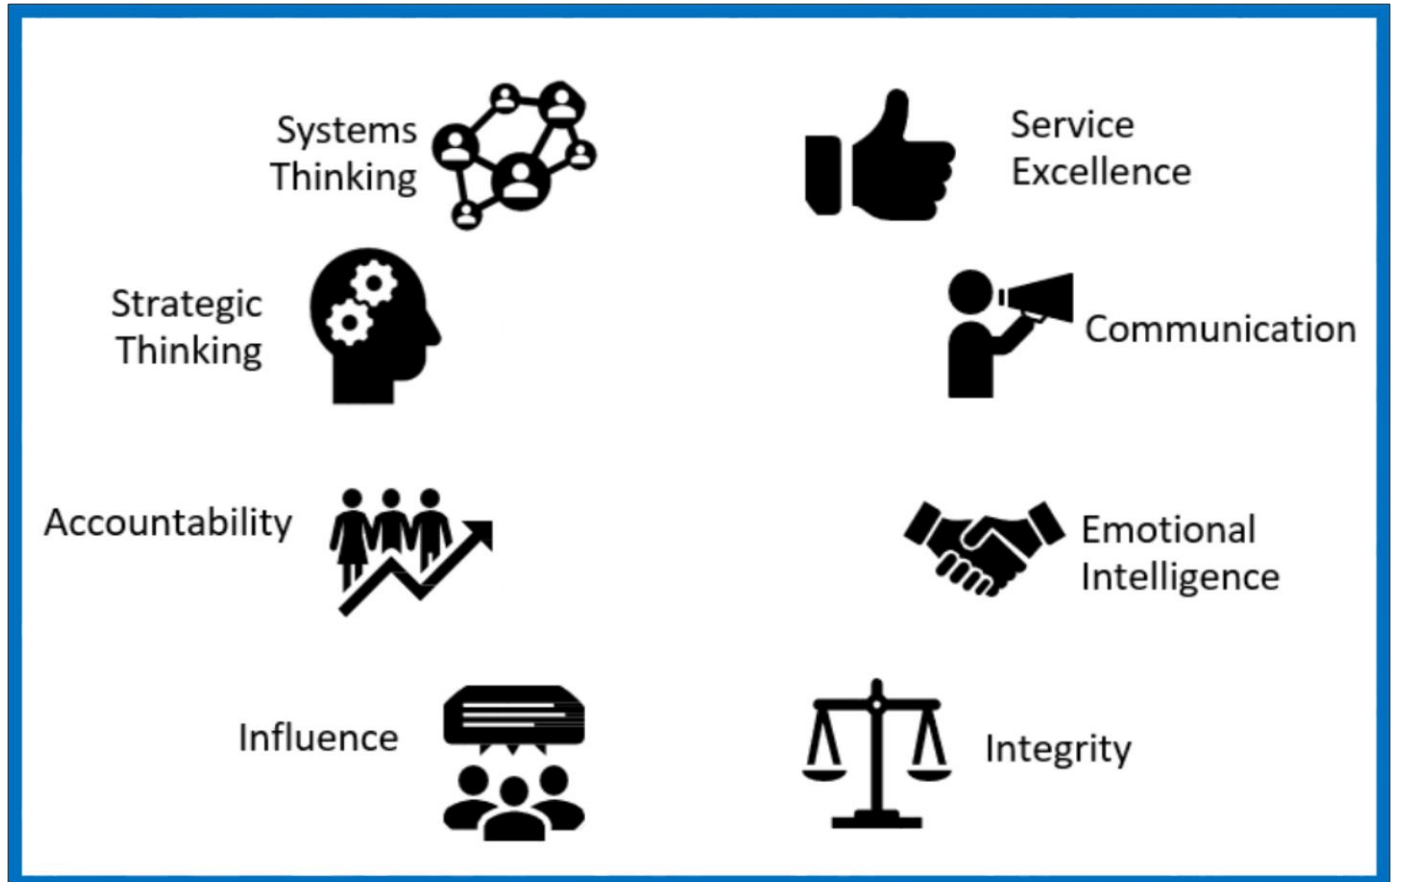 Systems
Thinking
Service
Excellence
Strategic
Thinking
Communication
Accountability
Emotional
Intelligence
Influence
Integrity